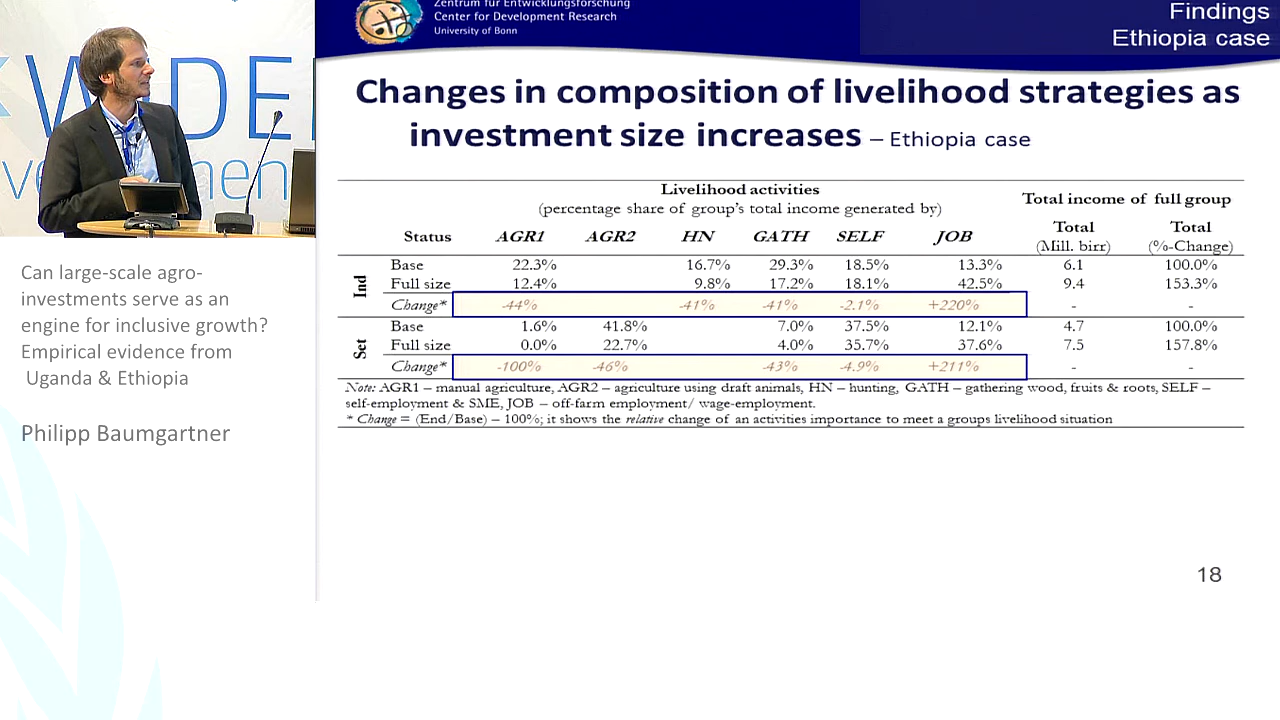 WIDE
Can large-scale agro-
investments serve as an
engine for inclusive growth?
Empirical evidence from
Uganda & Ethiopia
Philipp Baumgartner
Zentrum für Entwicklungsforschung
Center for Development Research
University of Bonn
Findings
Ethiopia case
Changes in composition of livelihood strategies as
investment size increases – Ethiopia case
Livelihood activities
(percentage share of group's total income generated by)
Total income of full group
Status AGR1 AGR2 HN GATH SELF JOB Total (Mill. birr) Total (%-Change)
Ind
Base 22.3% 16.7% 29.3% 18.5% 13.3% 6.1 100.0%
Full size 12.4% 9.8% 17.2% 18.1% 42.5% 9.4 153.3%
Change* -44% -41% -41% -2.1% +220% - -
Set
Base 1.6% 41.8% 7.0% 37.5% 12.1% 4.7 100.0%
Full size 0.0% 22.7% 4.0% 35.7% 37.6% 7.5 157.8%
Change* -100% -46% -43% -4.9% +211% - -
Note: AGR1 – manual agriculture, AGR2 – agriculture using draft animals, HN – hunting, GATH – gathering wood, fruits & roots, SELF –
self-employment & SME, JOB – off-farm employment/ wage-employment.
* Change = (End/Base) – 100%; it shows the relative change of an activities importance to meet a groups livelihood situation
18